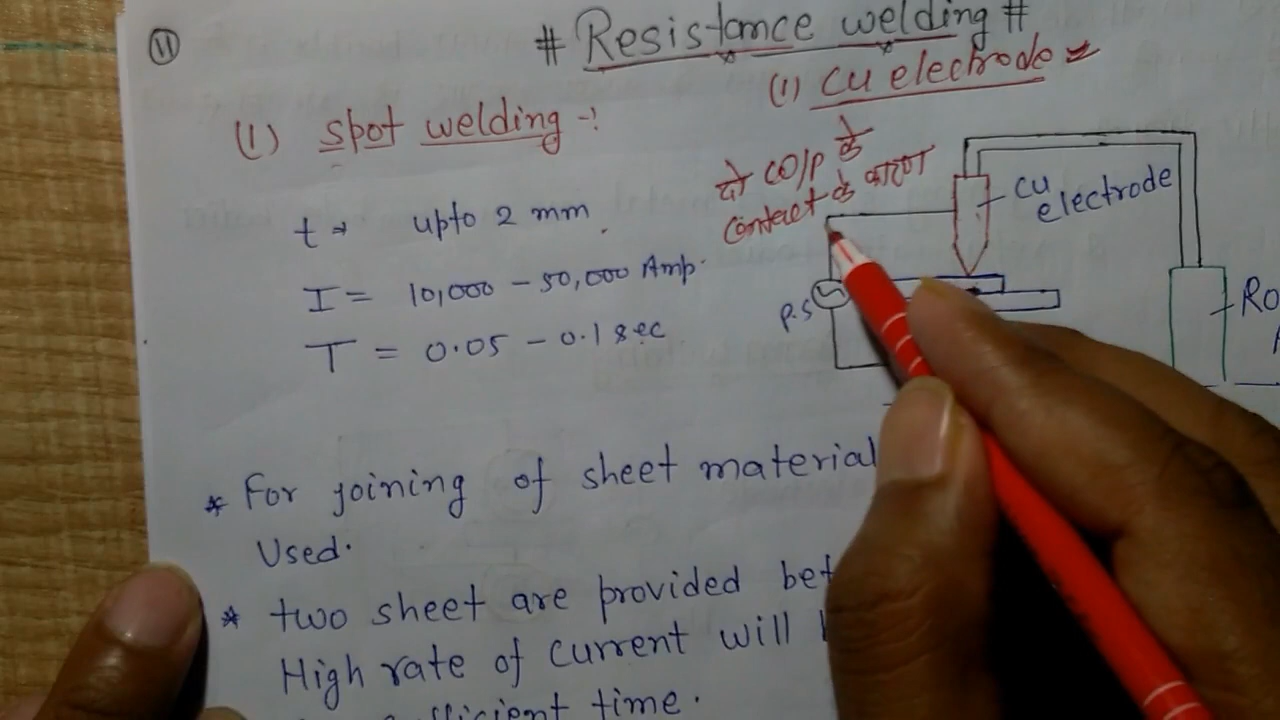 11
# Resistance welding #
(1) Cu electrode
(1) spot welding -:
दो W/P के
contact के कारण
Cu
electrode
t → upto 2 mm
I = 10,000 - 50,000 Amp.
T = 0.05 - 0.1 sec
P.S
Ro
* For joining of sheet material
Used.
* two sheet are provided bet
High rate of current will
time.